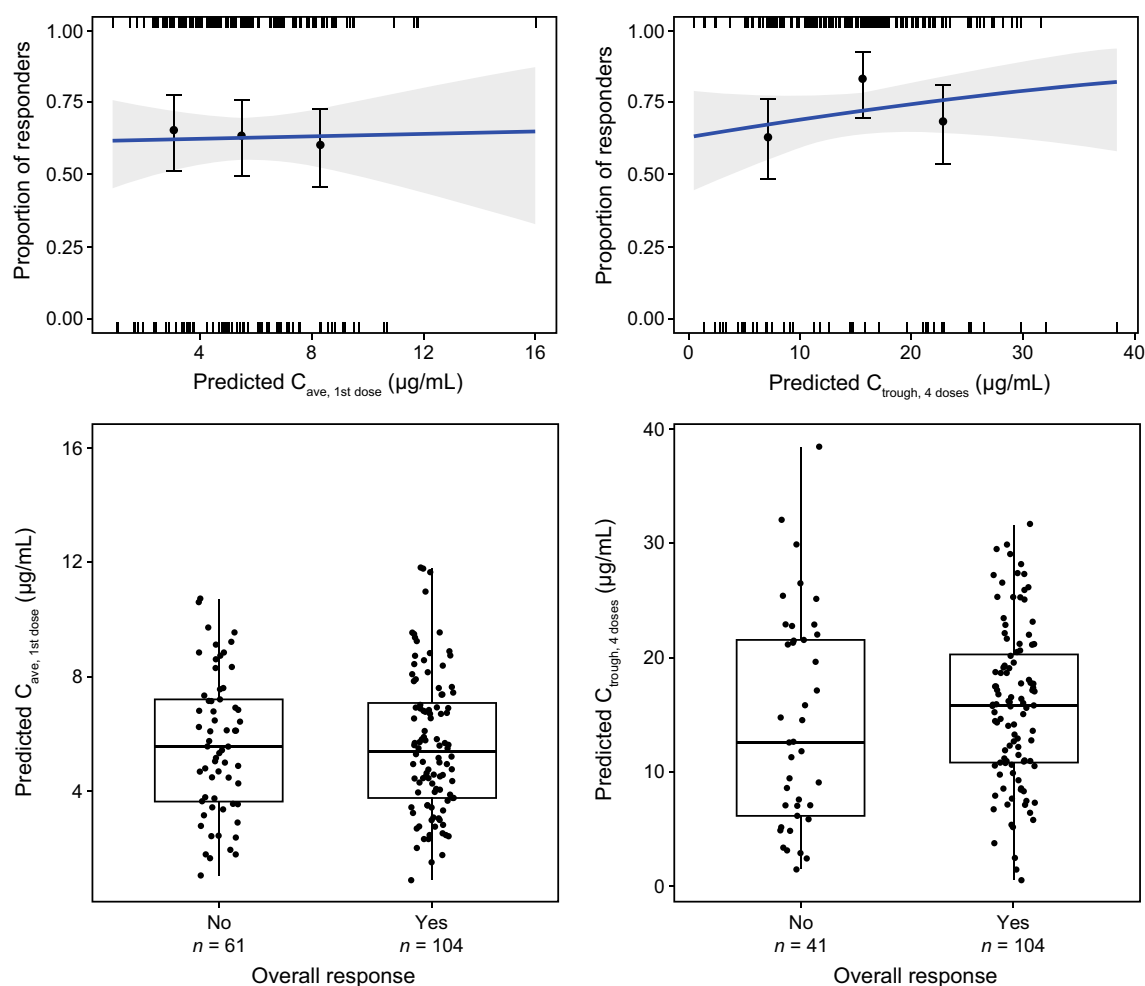 Proportion of responders
1.00
0.75
0.50
0.25
0.00
4
8
12
16
Predicted C_ave, 1st dose (µg/mL)
Proportion of responders
1.00
0.75
0.50
0.25
0.00
0
10
20
30
40
Predicted C_trough, 4 doses (µg/mL)
Predicted C_ave, 1st dose (µg/mL)
16
12
8
4
No
Yes
n = 61
n = 104
Overall response
Predicted C_trough, 4 doses (µg/mL)
40
30
20
10
0
No
Yes
n = 41
n = 104
Overall response